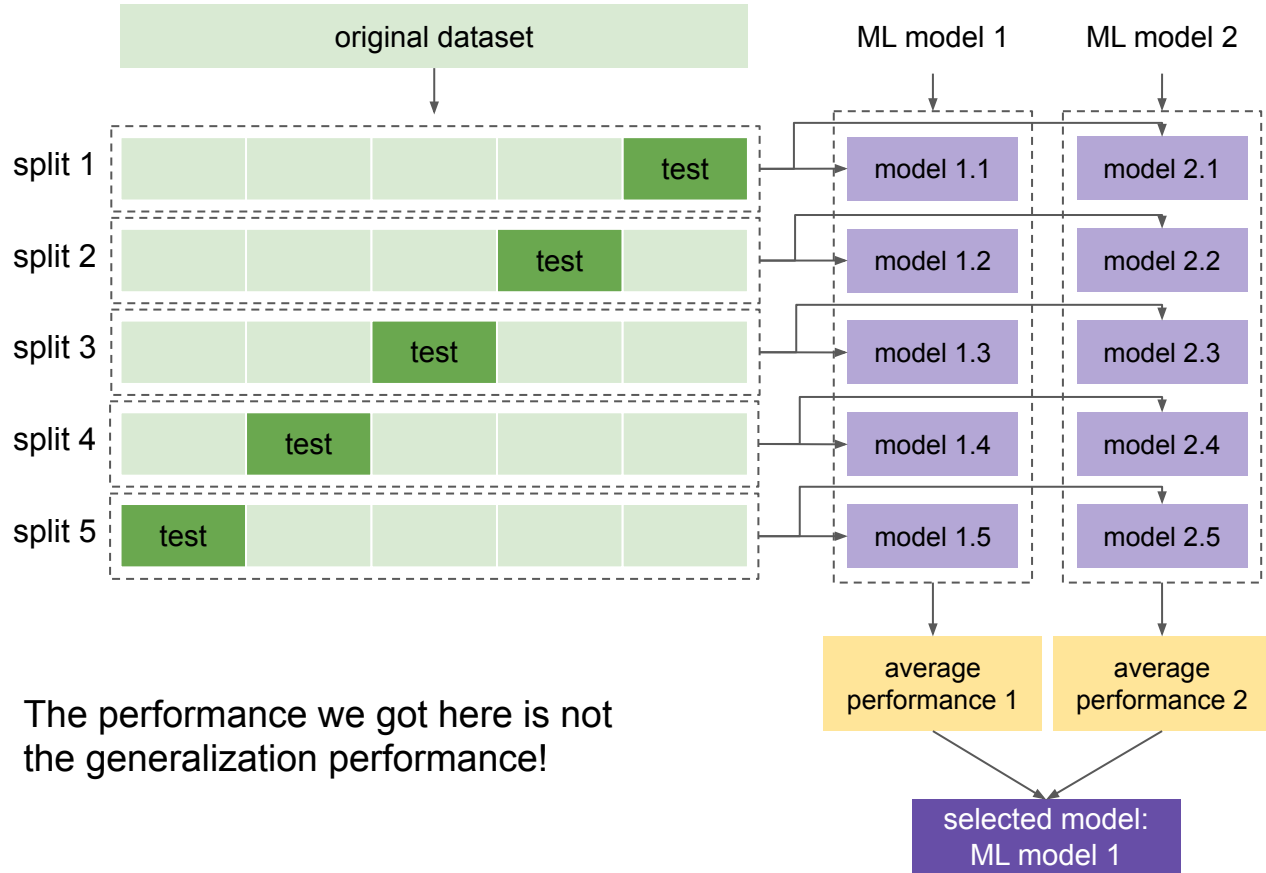 original dataset
ML model 1
ML model 2
split 1
test
model 1.1
model 2.1
split 2
test
model 1.2
model 2.2
split 3
test
model 1.3
model 2.3
split 4
test
model 1.4
model 2.4
split 5
test
model 1.5
model 2.5
average
performance 1
average
performance 2
The performance we got here is not
the generalization performance!
selected model:
ML model 1